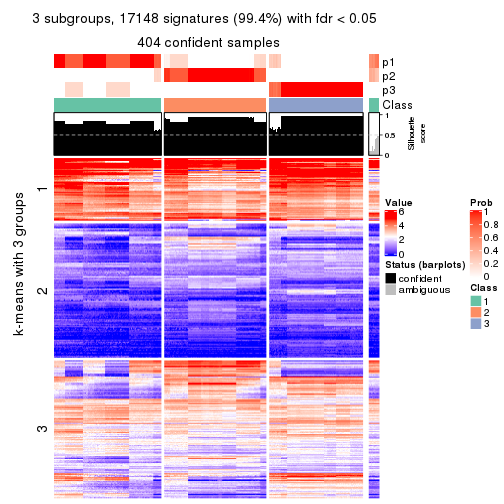 3 subgroups, 17148 signatures (99.4%) with fdr < 0.05
404 confident samples
p1
p2
p3
Class
1
0.5
0
Silhouette
score
k-means with 3 groups
1
2
3
Value
6
4
2
0
Status (barplots)
confident
ambiguous
Prob
1
0.8
0.6
0.4
0.2
0
Class
1
2
3